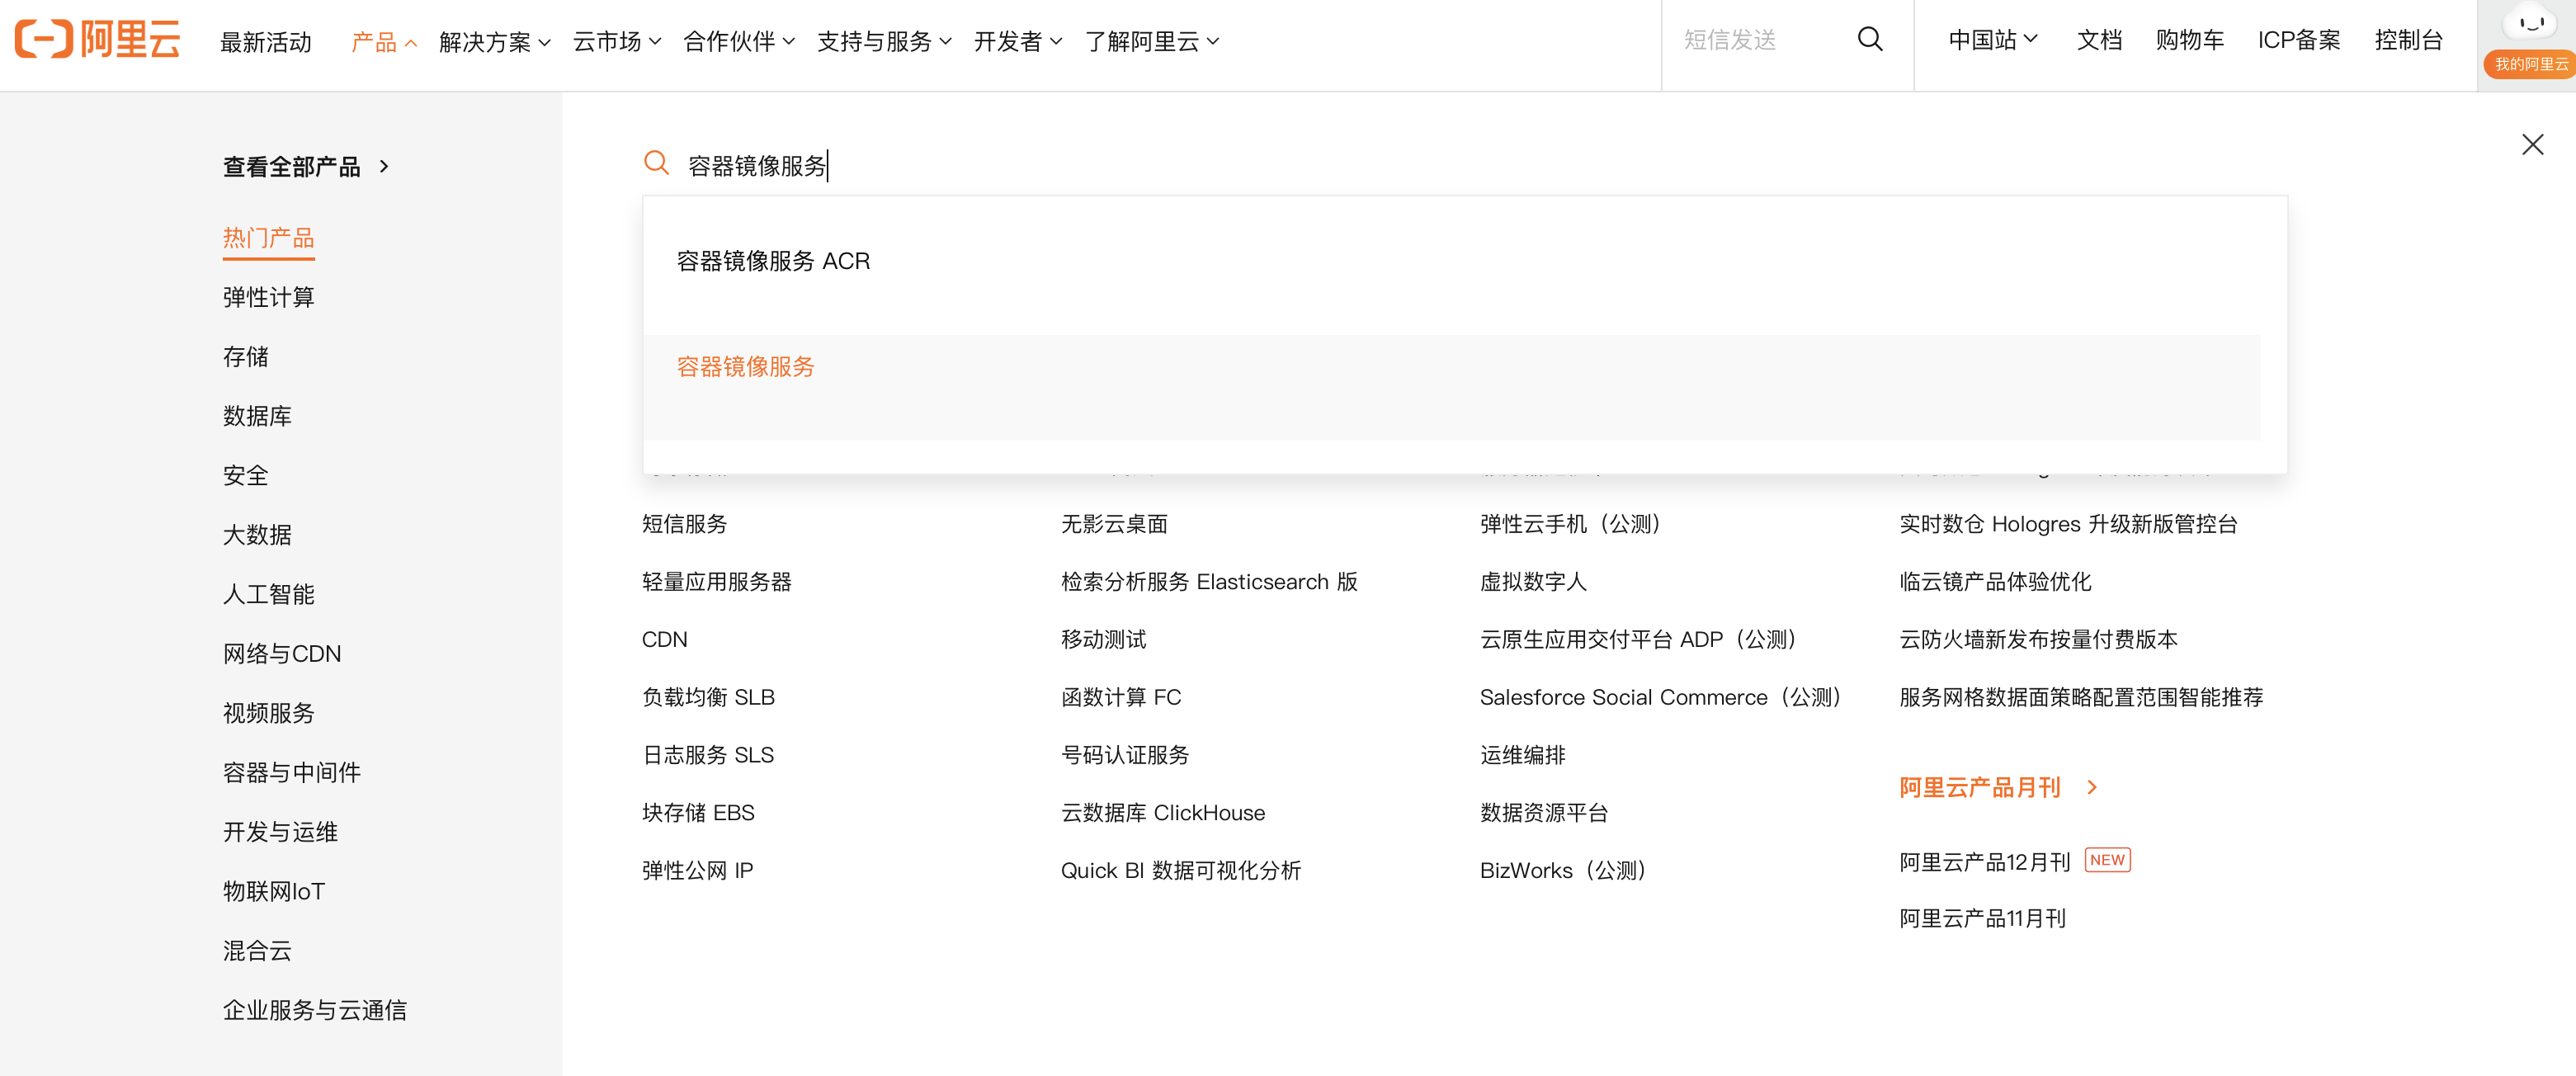 阿里云
最新活动 产品 解决方案 云市场 合作伙伴 支持与服务 开发者 了解阿里云
短信发送
中国站 文档 购物车 ICP备案 控制台
我的阿里云
查看全部产品
热门产品
弹性计算
存储
数据库
安全
大数据
人工智能
网络与CDN
视频服务
容器与中间件
开发与运维
物联网IoT
混合云
企业服务与云通信
容器镜像服务
容器镜像服务 ACR
容器镜像服务
短信服务
轻量应用服务器
CDN
负载均衡 SLB
日志服务 SLS
块存储 EBS
弹性公网 IP
无影云桌面
检索分析服务 Elasticsearch 版
移动测试
函数计算 FC
号码认证服务
云数据库 ClickHouse
Quick BI 数据可视化分析
弹性云手机（公测）
虚拟数字人
云原生应用交付平台 ADP（公测）
Salesforce Social Commerce（公测）
运维编排
数据资源平台
BizWorks（公测）
实时数仓 Hologres 升级新版管控台
临云镜产品体验优化
云防火墙新发布按量付费版本
服务网格数据面策略配置范围智能推荐
阿里云产品月刊
阿里云产品12月刊 NEW
阿里云产品11月刊